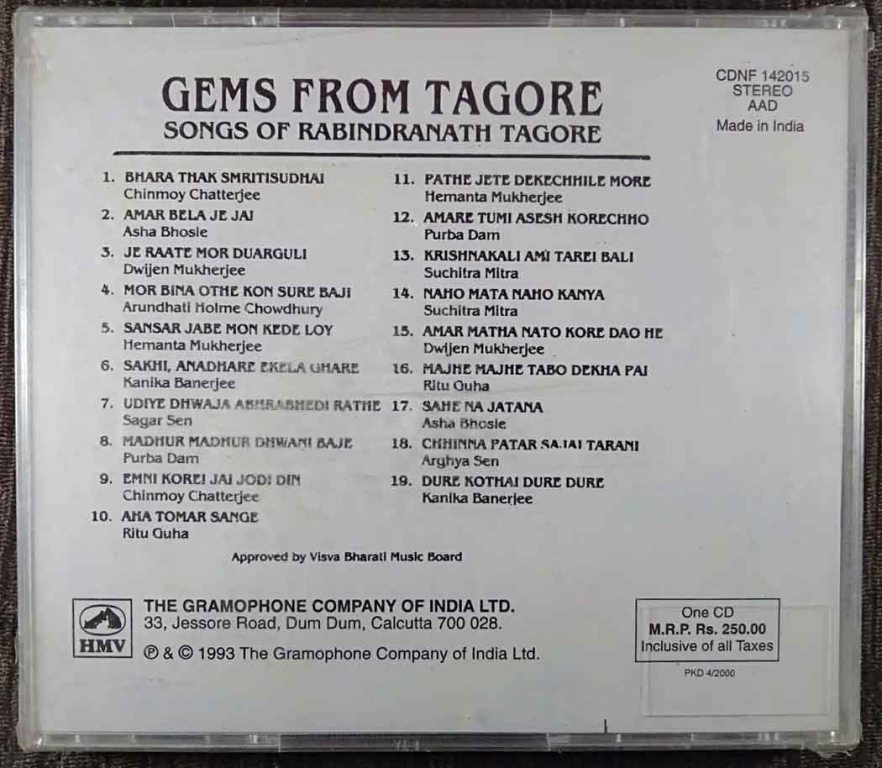 GEMS FROM TAGORE
SONGS OF RABINDRANATH TAGORE
CDNF 142015
STEREO
AAD
Made in India
1. BHARA THAK SMRITISUDHAI
Chinmoy Chatterjee
2. AMAR BELA JE JAI
Asha Bhosle
3. JE RAATE MOR DUARGULI
Dwijen Mukherjee
4. MOR BINA OTHE KON SURE BAJI
Arundhati Holme Chowdhury
5. SANSAR JABE MON KEDE LOY
Hemanta Mukherjee
6. SAKHI, ANADHARE EKELA GHARE
Kanika Banerjee
7. UDIYE DHWAJA ABHRABHEDI RATHE
Sagar Sen
8. MADHUR MADHUR DHWANI BAJE
Purba Dam
9. EMNI KOREI JAI JODI DIN
Chinmoy Chatterjee
10. AHA TOMAR SANGE
Ritu Guha
11. PATHE JETE DEKECHHILE MORE
Hemanta Mukherjee
12. AMARE TUMI ASESH KORECHHO
Purba Dam
13. KRISHNAKALI AMI TAREI BALI
Suchitra Mitra
14. NAHO MATA NAHO KANYA
Suchitra Mitra
15. AMAR MATHA NATO KORE DAO HE
Dwijen Mukherjee
16. MAJHE MAJHE TABO DEKHA PAI
Ritu Guha
17. SAHE NA JATANA
Asha Bhosle
18. CHHINNA PATAR SAJAI TARANI
Arghya Sen
19. DURE KOTHAI DURE DURE
Kanika Banerjee
Approved by Visva Bharati Music Board
HMV
THE GRAMOPHONE COMPANY OF INDIA LTD.
33, Jessore Road, Dum Dum, Calcutta 700 028.
℗ & © 1993 The Gramophone Company of India Ltd.
One CD
M.R.P. Rs. 250.00
Inclusive of all Taxes
PKD 4/2000